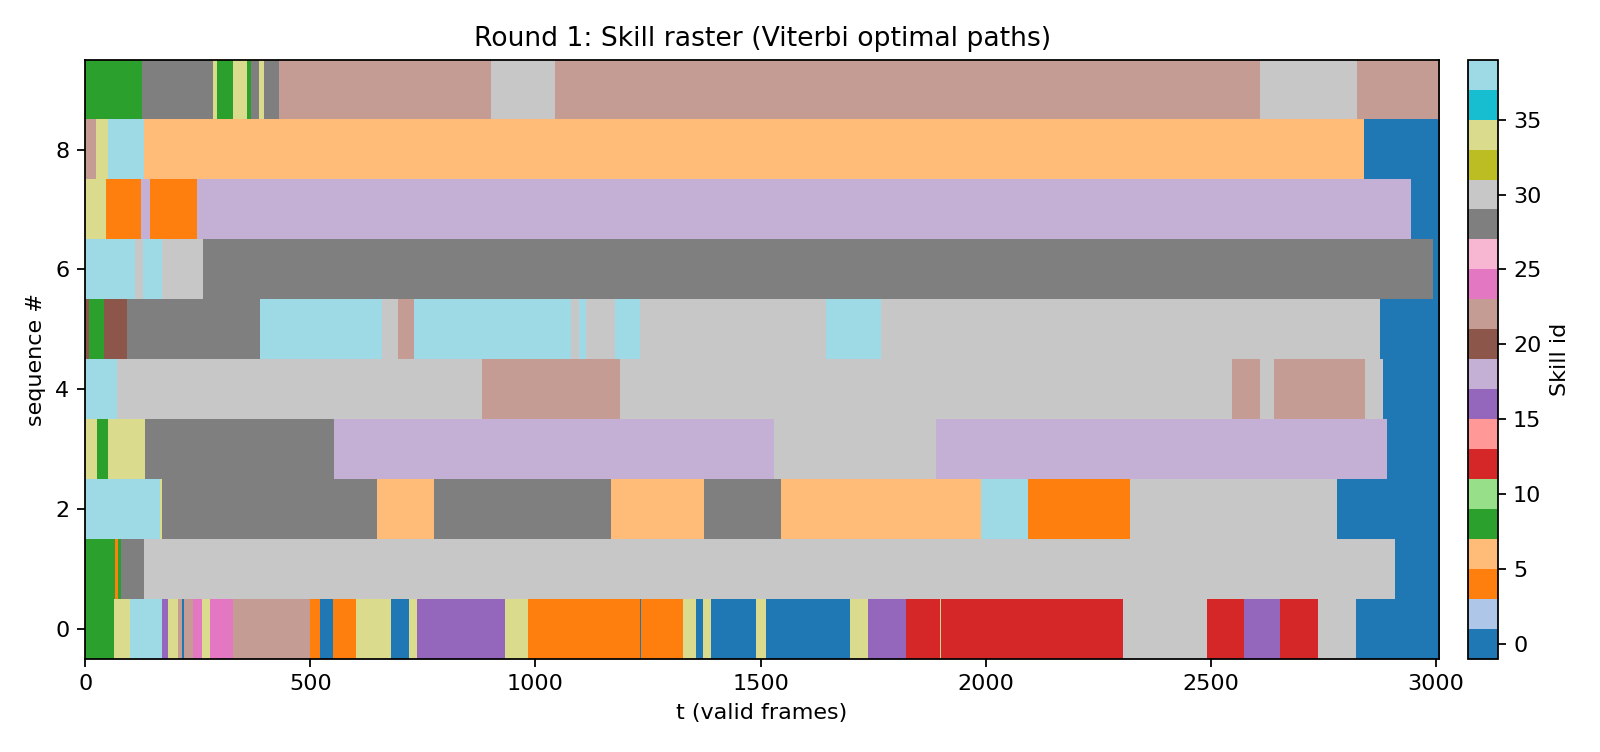 Round 1: Skill raster (Viterbi optimal paths)
sequence #
8
6
4
2
0
0 500 1000 1500 2000 2500 3000
t (valid frames)
35
30
25
20
15
10
5
0
Skill id